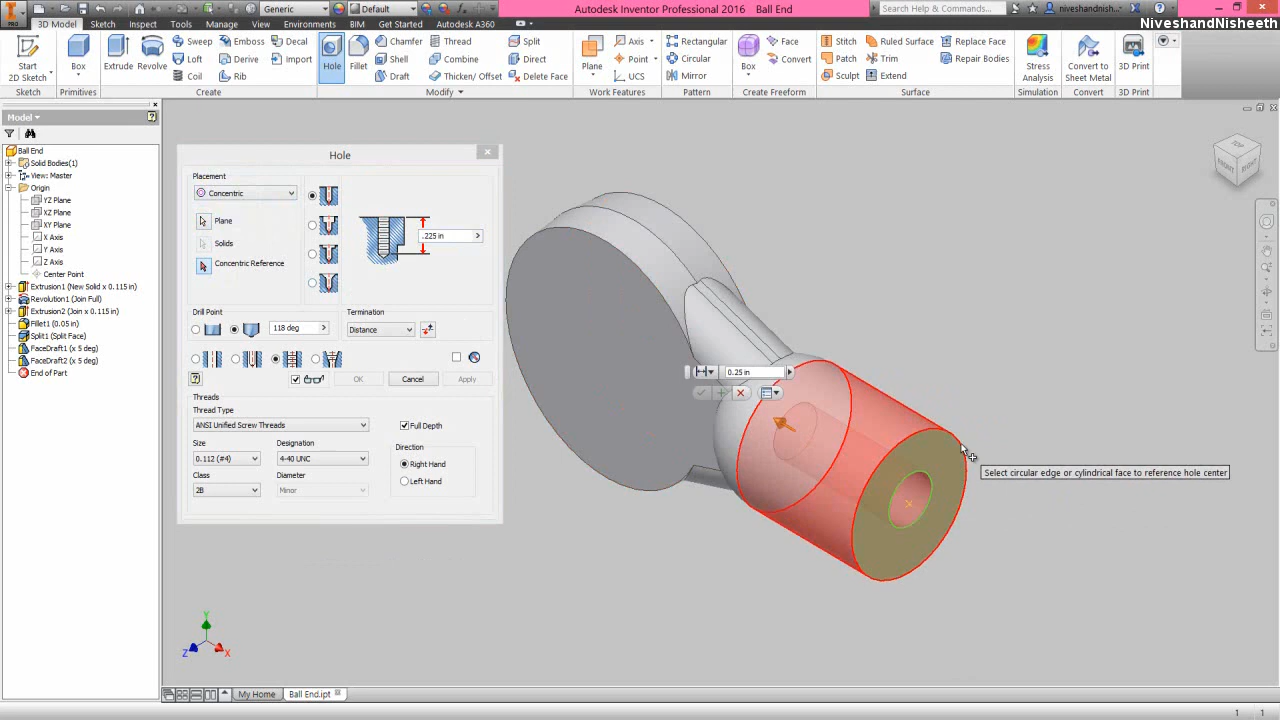 PRO
Generic
Default
Autodesk Inventor Professional 2016 Ball End
Search Help & Commands...
niveshandnish...
NiveshandNisheeth
3D Model
Sketch
Inspect
Tools
Manage
View
Environments
BIM
Get Started
Autodesk A360
Start
2D Sketch
Sketch
Box
Primitives
Extrude
Revolve
Sweep
Emboss
Decal
Loft
Derive
Import
Coil
Rib
Create
Hole
Fillet
Chamfer
Thread
Split
Shell
Combine
Direct
Draft
Thicken/ Offset
Delete Face
Modify
Plane
Axis
Point
UCS
Work Features
Rectangular
Circular
Mirror
Pattern
Box
Face
Convert
Create Freeform
Stitch
Ruled Surface
Replace Face
Patch
Trim
Repair Bodies
Sculpt
Extend
Surface
Stress
Analysis
Simulation
Convert to
Sheet Metal
Convert
3D Print
3D Print
Model
Ball End
Solid Bodies(1)
View: Master
Origin
YZ Plane
XZ Plane
XY Plane
X Axis
Y Axis
Z Axis
Center Point
Extrusion1 (New Solid x 0.115 in)
Revolution1 (Join Full)
Extrusion2 (Join x 0.115 in)
Fillet1 (0.05 in)
Split1 (Split Face)
FaceDraft1 (x 5 deg)
FaceDraft2 (x 5 deg)
End of Part
Hole
Placement
Concentric
Plane
Solids
Concentric Reference
.225 in
Drill Point
118 deg
Termination
Distance
OK
Cancel
Apply
Threads
Thread Type
ANSI Unified Screw Threads
Full Depth
Size
Designation
0.112 (#4)
4-40 UNC
Class
Diameter
2B
Minor
Direction
Right Hand
Left Hand
0.25 in
Select circular edge or cylindrical face to reference hole center
TOP
FRONT
RIGHT
Y
Z
X
My Home
Ball End.ipt
1 1